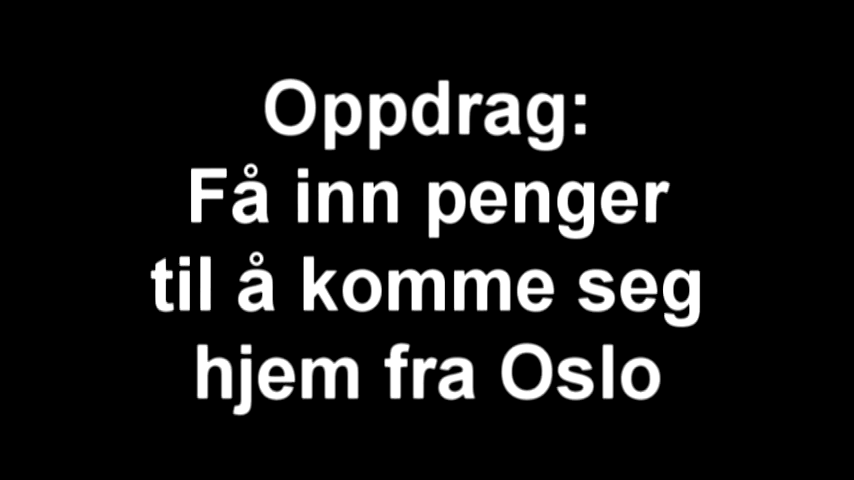 Oppdrag:
Få inn penger
til å komme seg
hjem fra Oslo